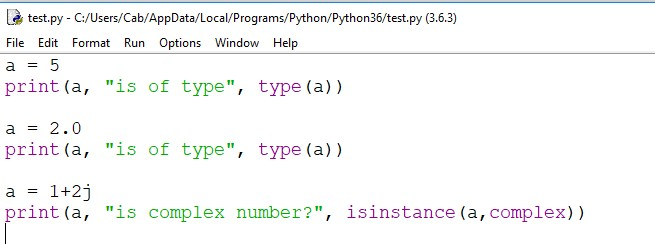 test.py - C:/Users/Cab/AppData/Local/Programs/Python/Python36/test.py (3.6.3)
File Edit Format Run Options Window Help
a = 5
print(a, "is of type", type(a))
a = 2.0
print(a, "is of type", type(a))
a = 1+2j
print(a, "is complex number?", isinstance(a,complex))